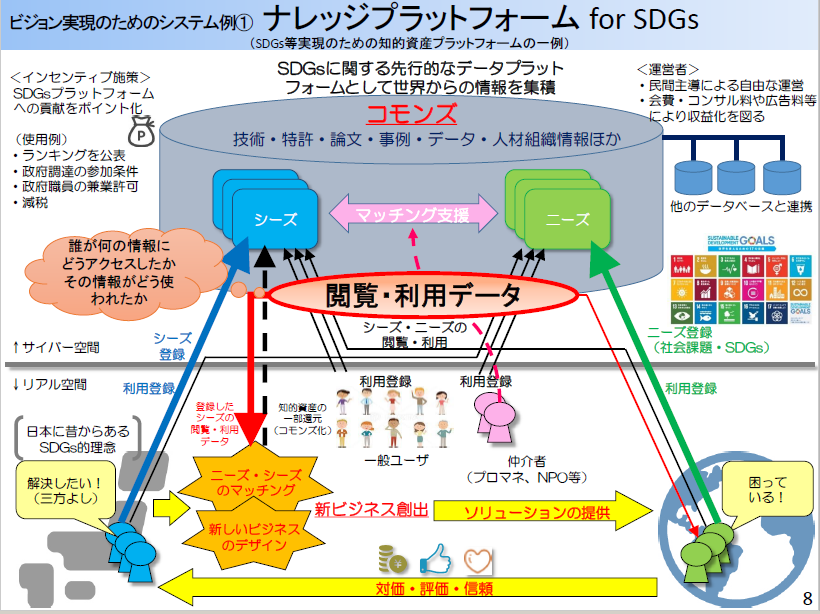 ビジョン実現のためのシステム例① ナレッジプラットフォーム for SDGs
（SDGs等実現のための知的資産プラットフォームの一例）
＜インセンティブ施策＞
SDGsプラットフォーム
への貢献をポイント化
（使用例）
・ランキングを公表
・政府調達の参加条件
・政府職員の兼業許可
・減税
P
SDGsに関する先行的なデータプラット
フォームとして世界からの情報を集積
コモンズ
技術・特許・論文・事例・データ・人材組織情報ほか
＜運営者＞
・民間主導による自由な運営
・会費・コンサル料や広告料等
により収益化を図る
他のデータベースと連携
シーズ
マッチング支援
ニーズ
誰が何の情報に
どうアクセスしたか
その情報がどう使
われたか
閲覧・利用データ
シーズ・ニーズの
閲覧・利用
SUSTAINABLE
DEVELOPMENT GOALS
↑サイバー空間
シーズ
登録
ニーズ登録
（社会課題・SDGs）
↓リアル空間
利用登録
利用登録
利用登録
利用登録
登録した
シーズの
閲覧・利用
データ
知的資産の
一部還元
（コモンズ化）
一般ユーザ
仲介者
（プロマネ、NPO等）
日本に昔からある
SDGs的理念
解決したい！
（三方よし）
ニーズ・シーズ
のマッチング
新しいビジネス
のデザイン
新ビジネス創出
ソリューションの提供
困って
いる！
対価・評価・信頼
8